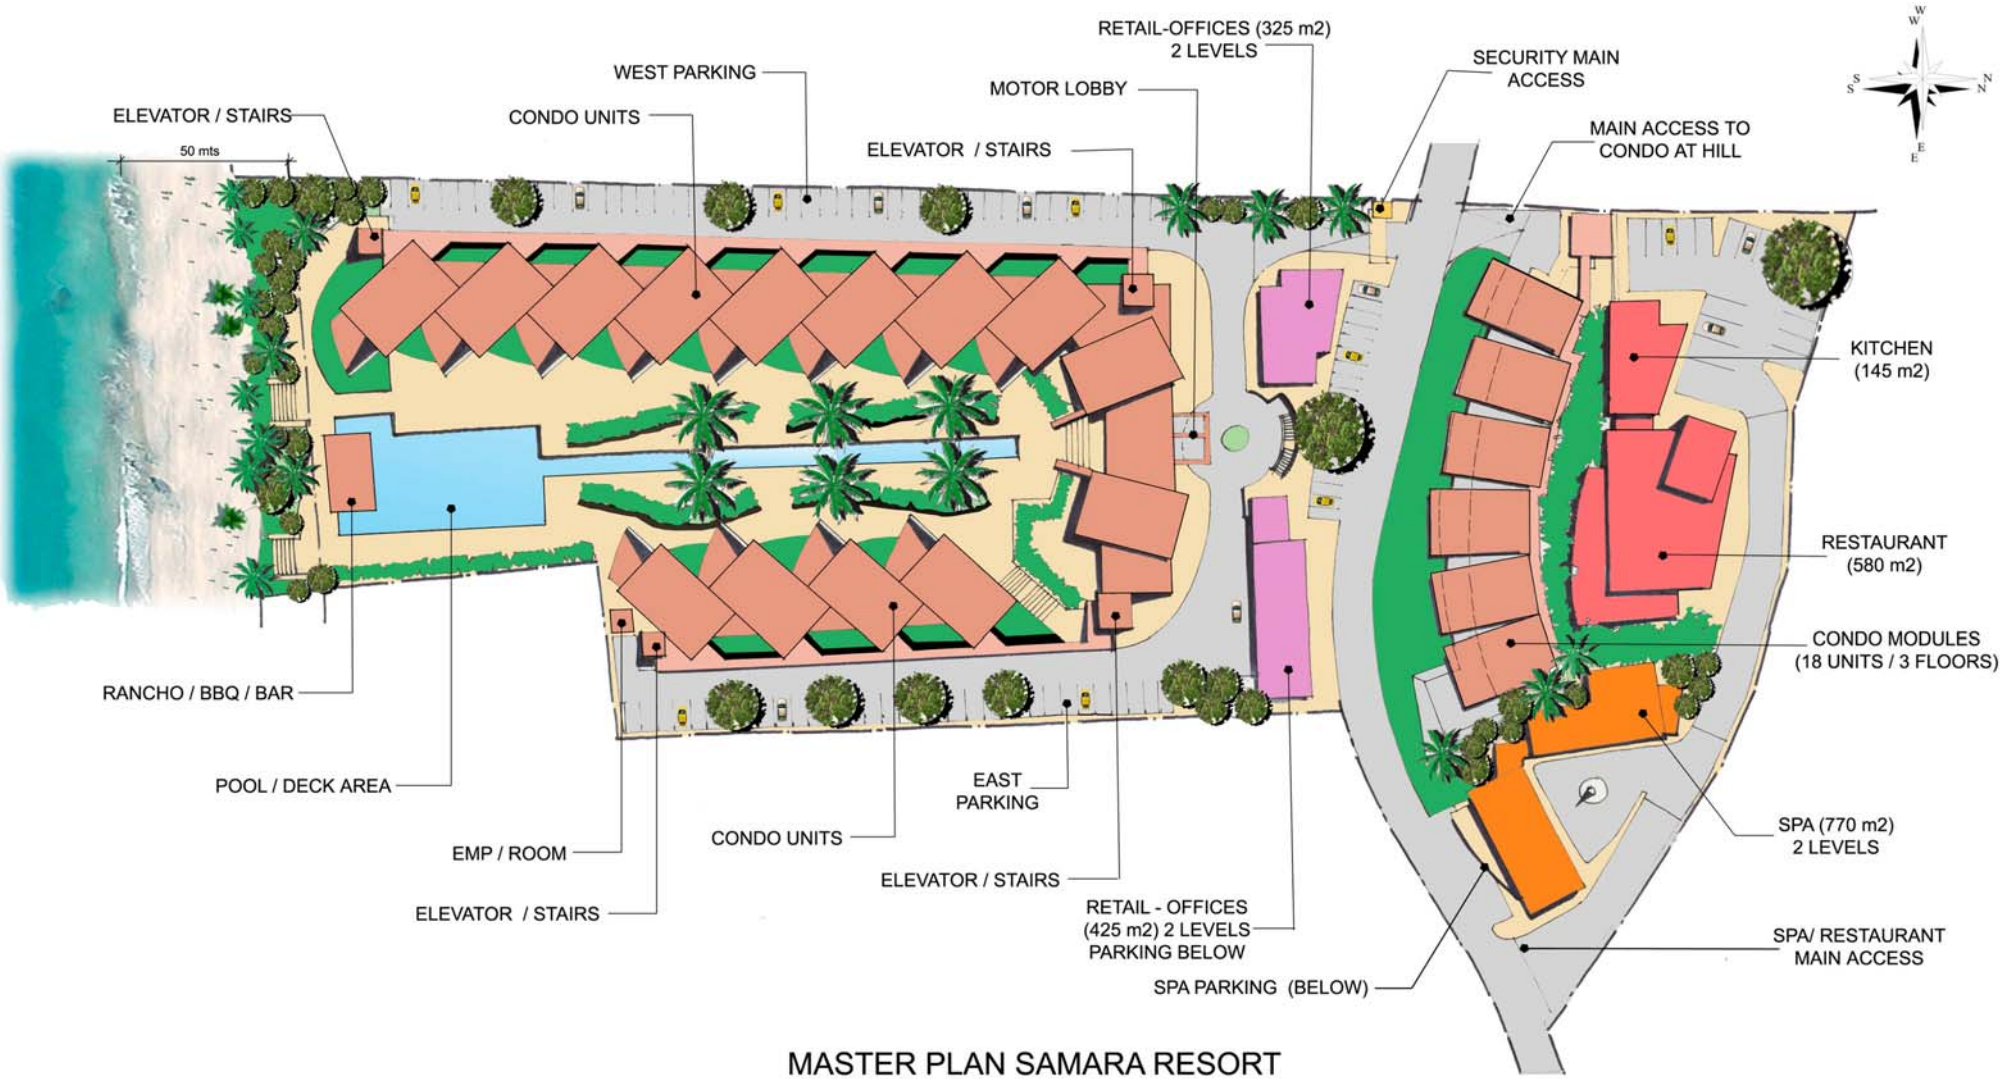 RETAIL-OFFICES (325 m2)
2 LEVELS
SECURITY MAIN
ACCESS
WEST PARKING
MOTOR LOBBY
ELEVATOR / STAIRS
CONDO UNITS
ELEVATOR / STAIRS
MAIN ACCESS TO
CONDO AT HILL
W
W
S
S
N
N
E
E
50 mts
KITCHEN
(145 m2)
RESTAURANT
(580 m2)
CONDO MODULES
(18 UNITS / 3 FLOORS)
RANCHO / BBQ / BAR
POOL / DECK AREA
EAST
PARKING
EMP / ROOM
CONDO UNITS
ELEVATOR / STAIRS
ELEVATOR / STAIRS
SPA (770 m2)
2 LEVELS
RETAIL - OFFICES
(425 m2) 2 LEVELS
PARKING BELOW
SPA/ RESTAURANT
MAIN ACCESS
SPA PARKING (BELOW)
MASTER PLAN SAMARA RESORT